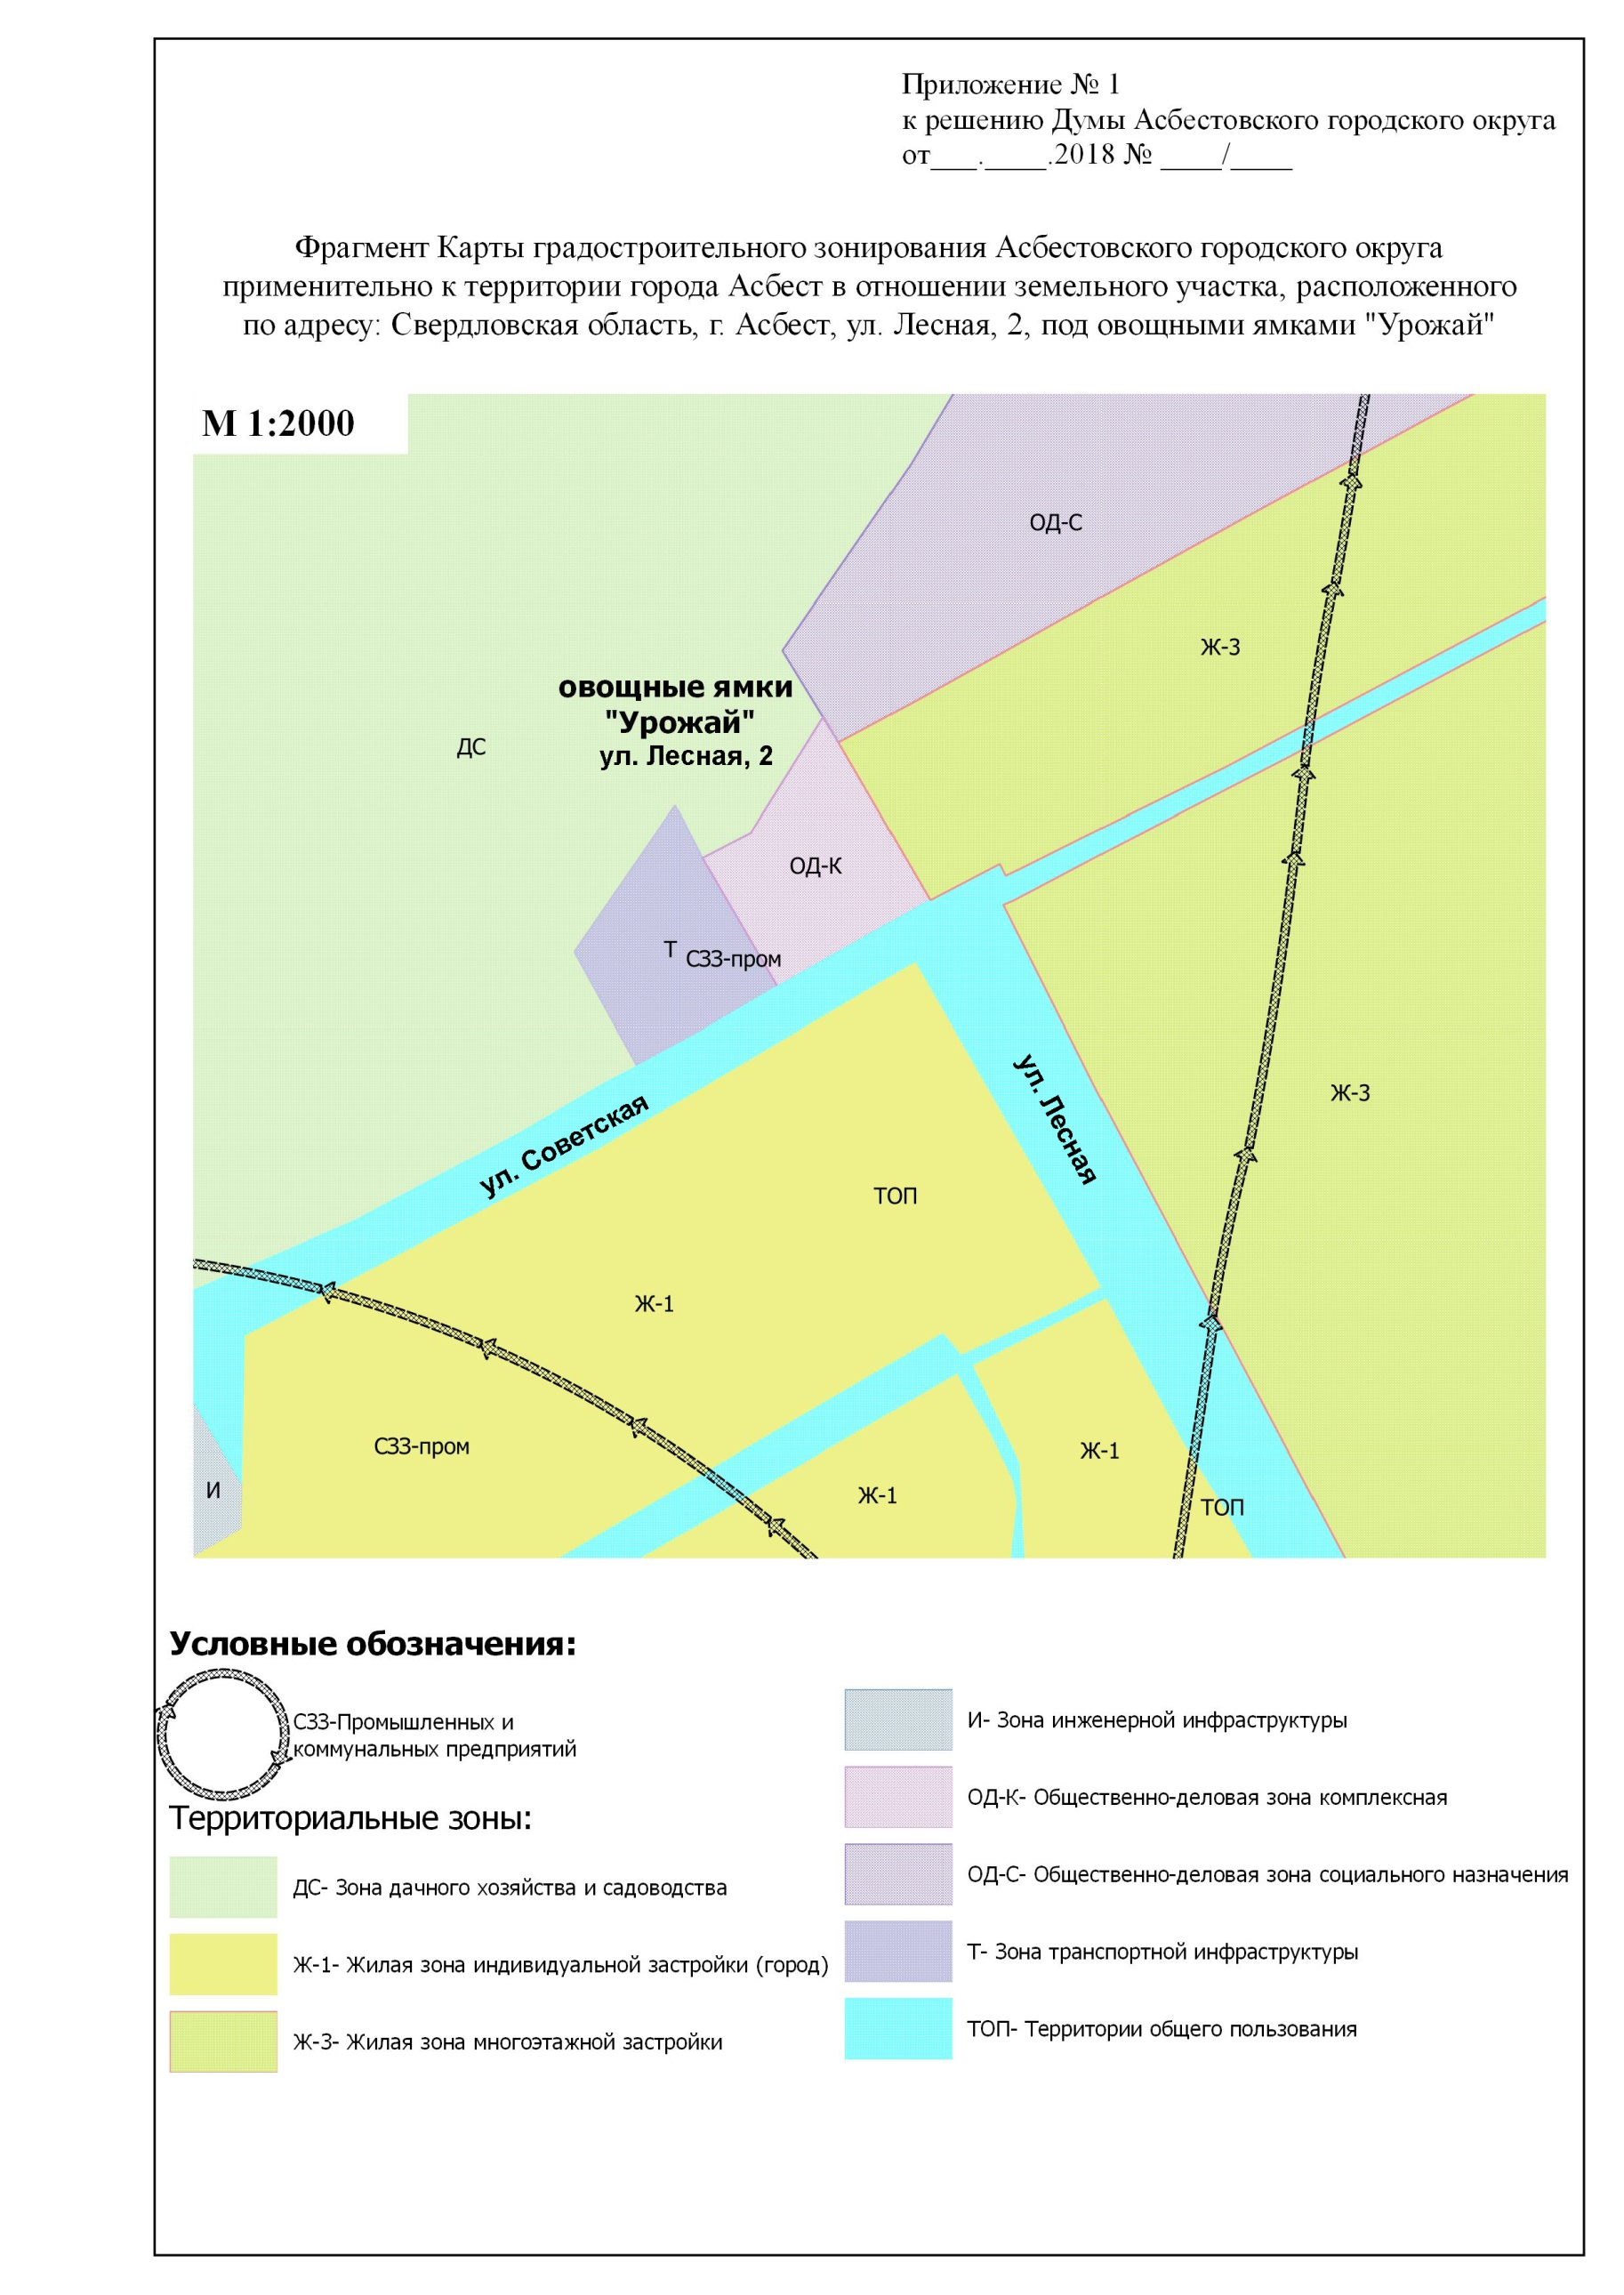 Приложение № 1
к решению Думы Асбестовского городского округа
от___.____.2018 № ____/____
Фрагмент Карты градостроительного зонирования Асбестовского городского округа
применительно к территории города Асбест в отношении земельного участка, расположенного
по адресу: Свердловская область, г. Асбест, ул. Лесная, 2, под овощными ямками "Урожай"
М 1:2000
ОД-С
Ж-3
овощные ямки
"Урожай"
ул. Лесная, 2
ДС
ОД-К
Т
СЗЗ-пром
ул. Лесная
Ж-3
ул. Советская
ТОП
Ж-1
СЗЗ-пром
Ж-1
И
Ж-1
ТОП
Условные обозначения:
СЗЗ-Промышленных и
коммунальных предприятий
Территориальные зоны:
ДС- Зона дачного хозяйства и садоводства
Ж-1- Жилая зона индивидуальной застройки (город)
Ж-3- Жилая зона многоэтажной застройки
И- Зона инженерной инфраструктуры
ОД-К- Общественно-деловая зона комплексная
ОД-С- Общественно-деловая зона социального назначения
Т- Зона транспортной инфраструктуры
ТОП- Территории общего пользования